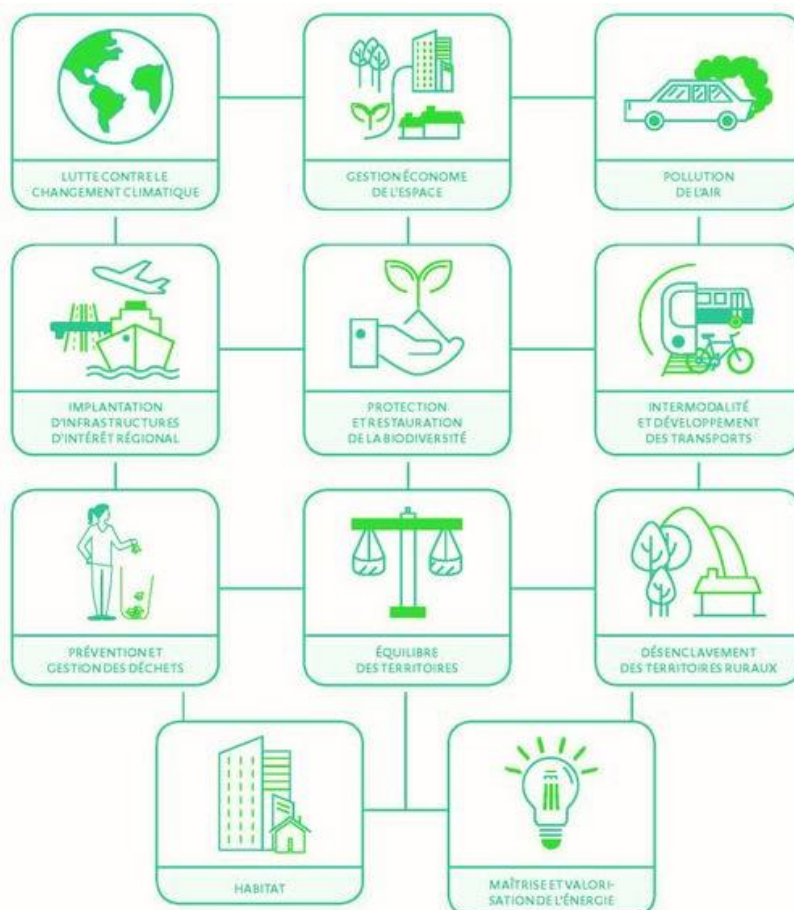 LUTTE CONTRE LE
CHANGEMENT CLIMATIQUE
GESTION ÉCONOME
DE L'ESPACE
POLLUTION
DE L'AIR
IMPLANTATION
D'INFRASTRUCTURES
D'INTÉRÊT RÉGIONAL
PROTECTION
ET RESTAURATION
DE LA BIODIVERSITÉ
INTERMODALITÉ
ET DÉVELOPPEMENT
DES TRANSPORTS
PRÉVENTION ET
GESTION DES DÉCHETS
ÉQUILIBRE
DES TERRITOIRES
DÉSENCLAVEMENT
DES TERRITOIRES RURAUX
HABITAT
MAÎTRISE ET VALORI-
SATION DE L'ÉNERGIE